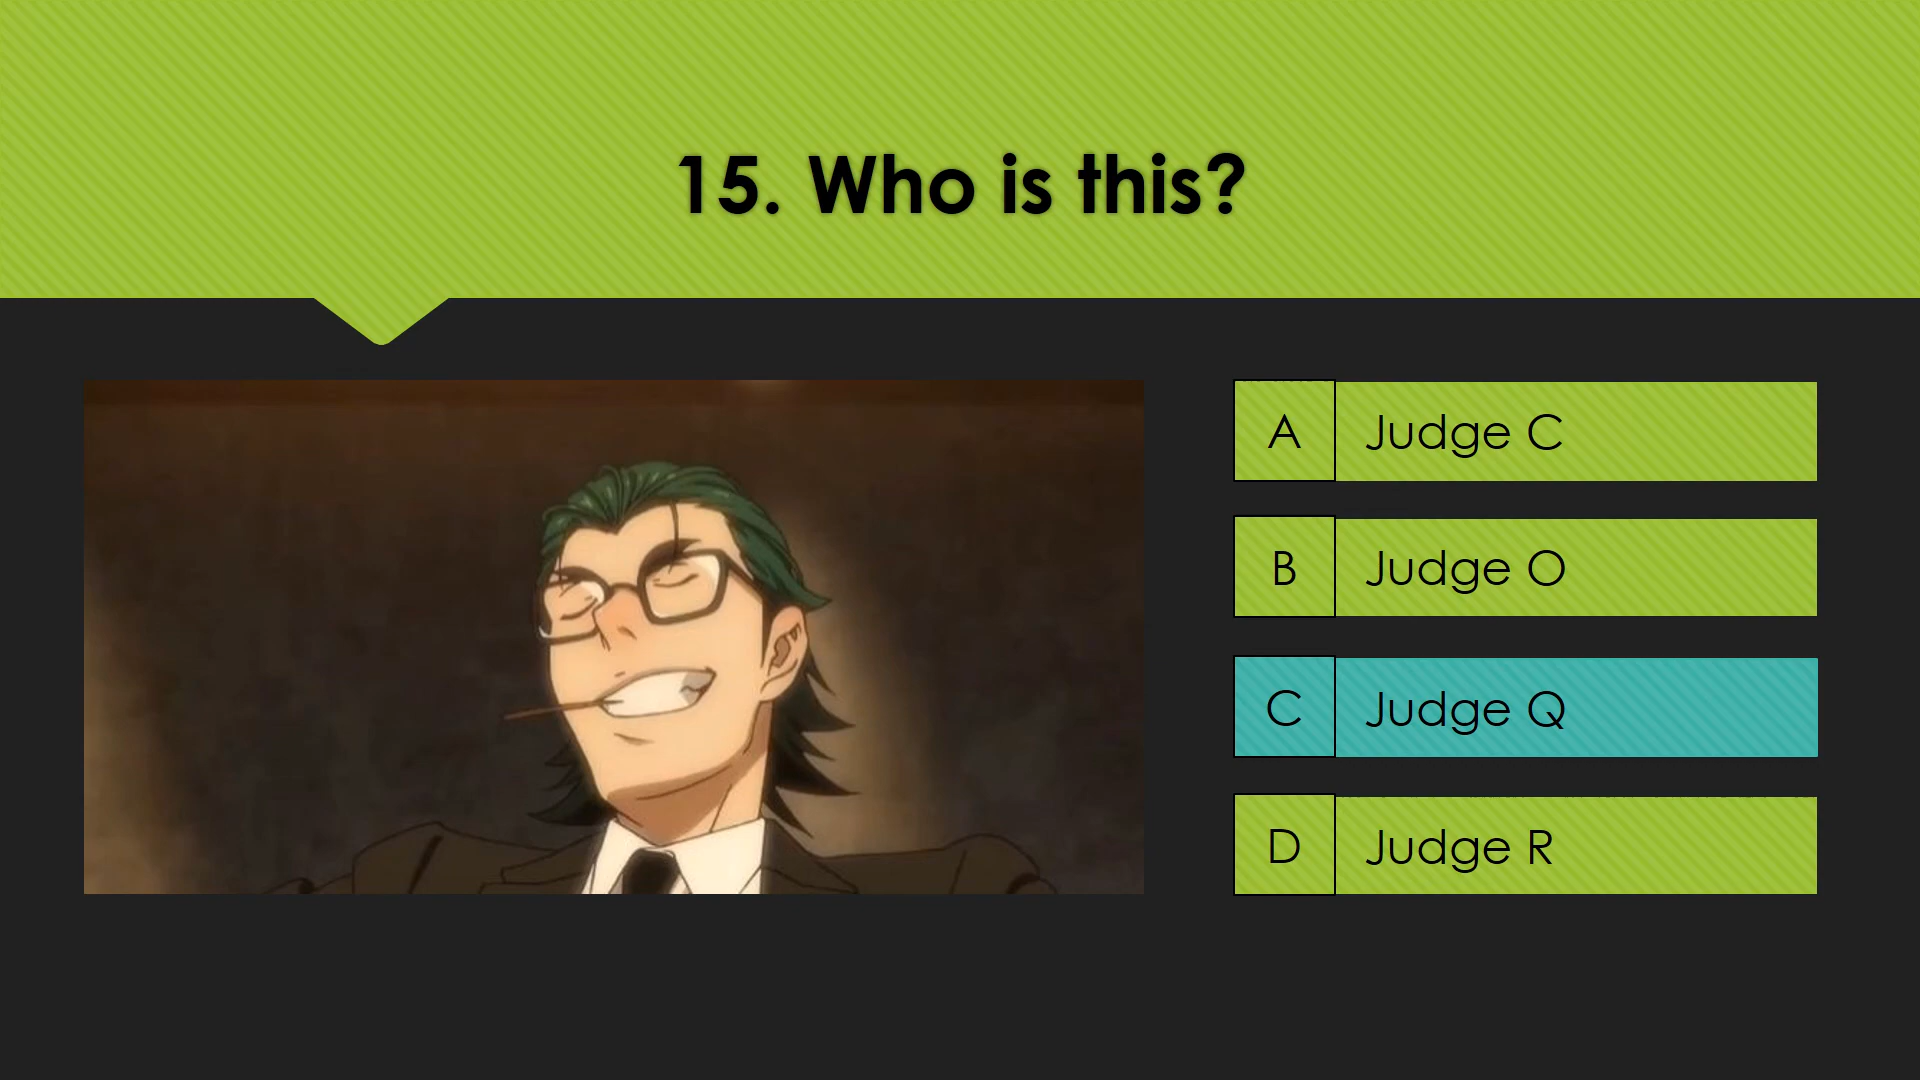 15. Who is this?
A Judge C
B Judge O
C Judge Q
D Judge R